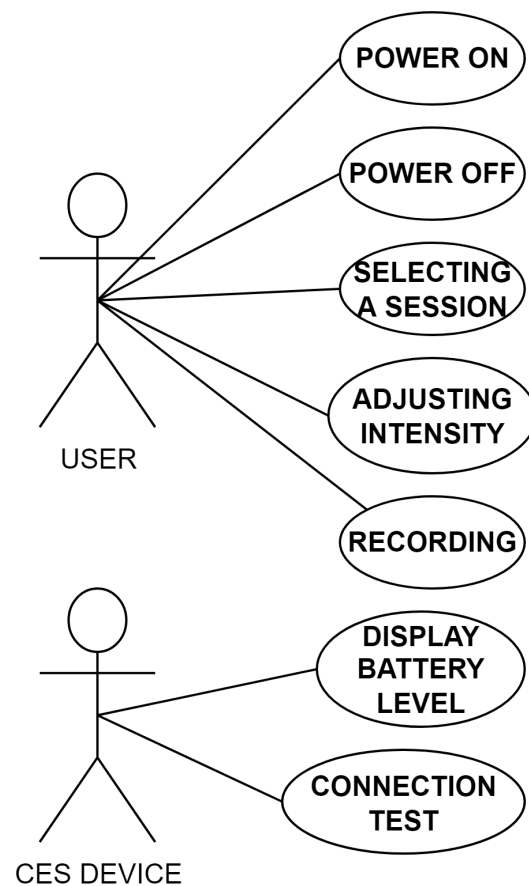 POWER ON
POWER OFF
SELECTING
A SESSION
ADJUSTING
INTENSITY
USER
RECORDING
DISPLAY
BATTERY
LEVEL
CONNECTION
TEST
CES DEVICE